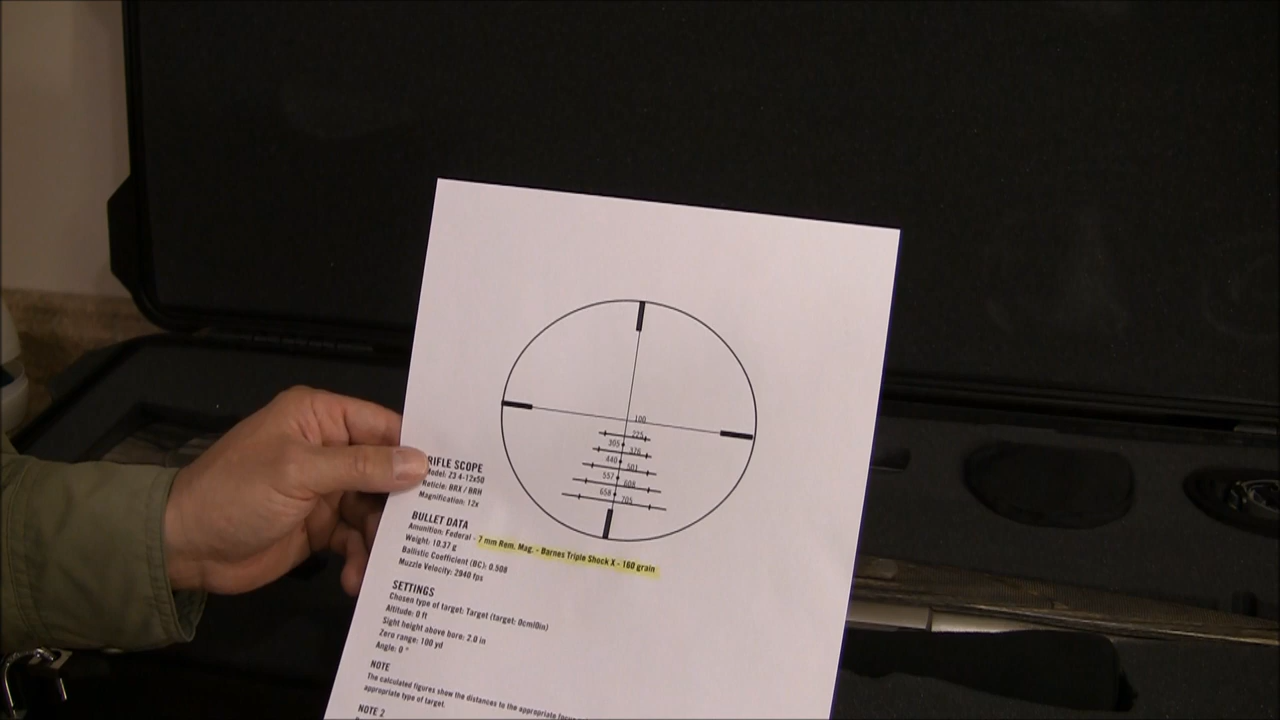 100
225
305
376
440
501
557
608
658
705
RIFLE SCOPE
Model: Z3 4-12x50
Reticle: BRX / BRH
Magnification: 12x
BULLET DATA
Amunition: Federal - 7 mm Rem. Mag. - Barnes Triple Shock X - 160 grain
Weight: 10.37 g
Ballistic Coefficient (BC): 0.508
Muzzle Velocity: 2940 fps
SETTINGS
Chosen type of target: Target (target: 0cm|0in)
Altitude: 0 ft
Sight height above bore: 2.0 in
Zero range: 100 yd
Angle: 0 °
NOTE
The calculated figures show the distances to the appropriate
appropriate type of target.
NOTE 2